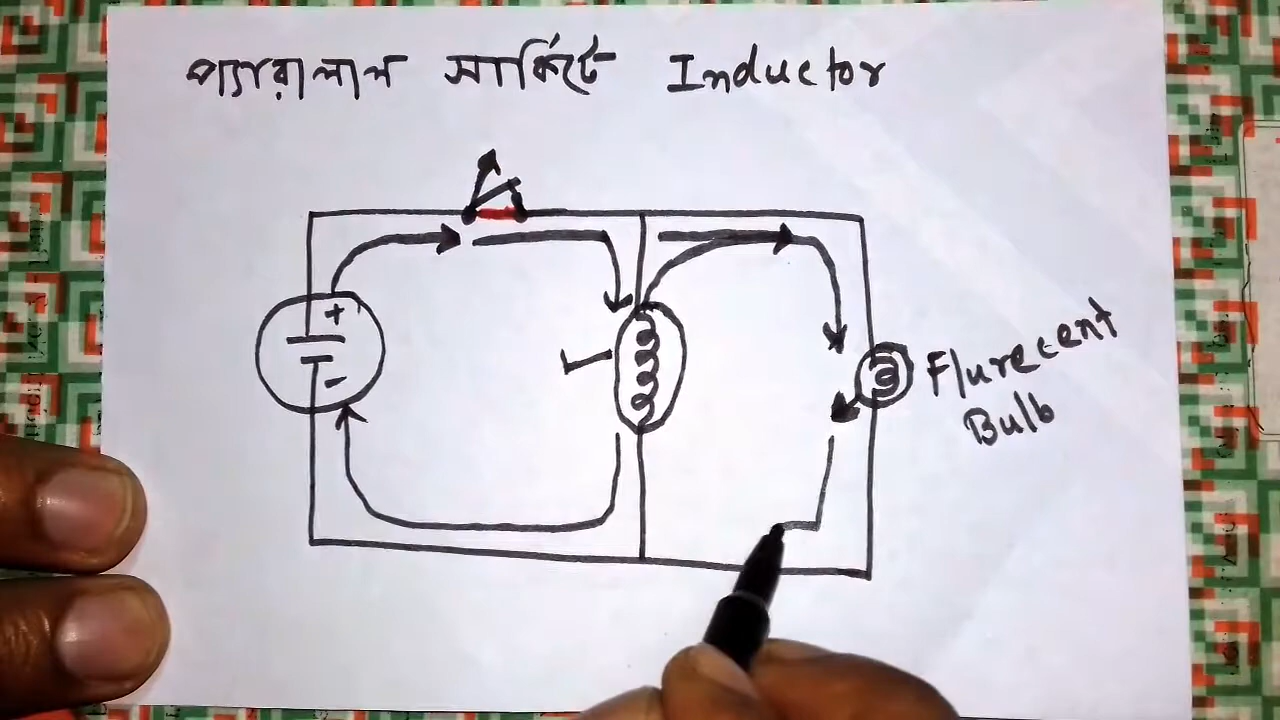 প্যারালাল সার্কিটে Inductor
+
-
L
Flurecent
Bulb